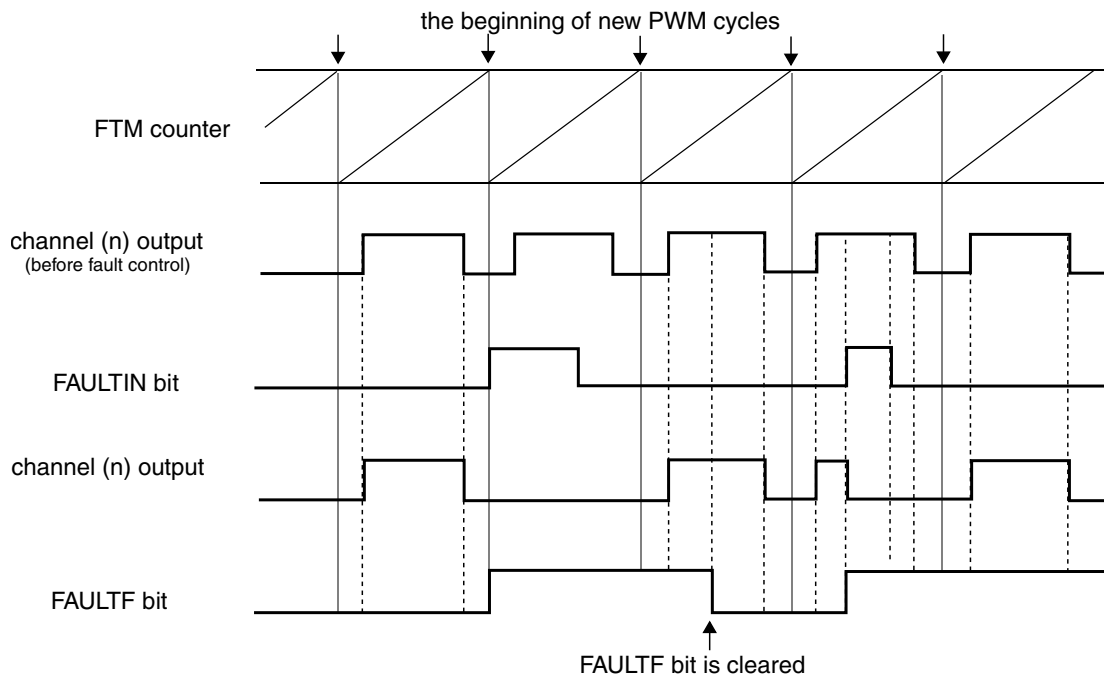 the beginning of new PWM cycles
FTM counter
channel (n) output
(before fault control)
FAULTIN bit
channel (n) output
FAULTF bit
FAULTF bit is cleared